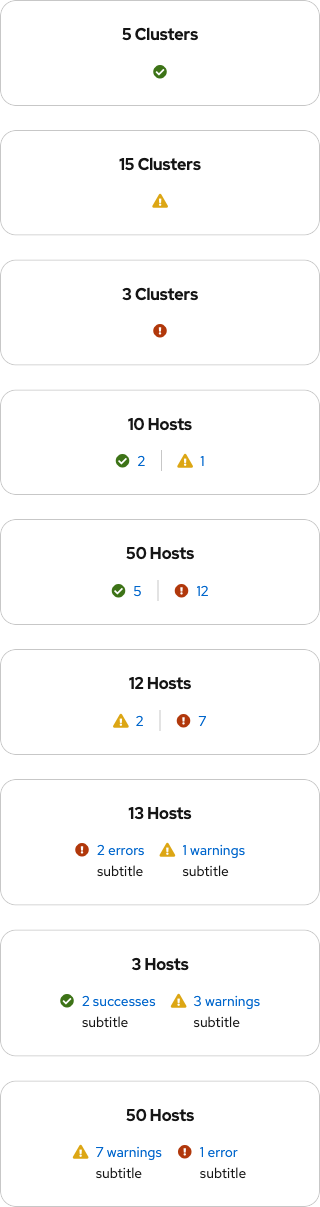 5 Clusters
15 Clusters
3 Clusters
10 Hosts
2 1
50 Hosts
5 12
12 Hosts
2 7
13 Hosts
2 errors 1 warnings
subtitle subtitle
3 Hosts
2 successes 3 warnings
subtitle subtitle
50 Hosts
7 warnings 1 error
subtitle subtitle